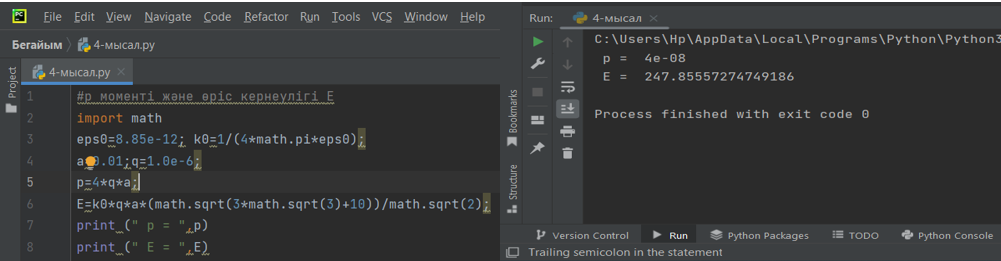 PC File Edit View Navigate Code Refactor Run Tools VCS Window Help
Бегайым 4-мысал.py
Project
4-мысал.py
1 #p моменті және өріс кернеулігі E
2 import math
3 eps0=8.85e-12; k0=1/(4*math.pi*eps0);
4 a 0.01;q=1.0e-6;
5 p=4*q*a;
6 E=k0*q*a*(math.sqrt(3*math.sqrt(3)+10))/math.sqrt(2);
7 print (" p = ",p)
8 print (" E = ",E)
Run: 4-мысал
C:\Users\Hp\AppData\Local\Programs\Python\Python3
p = 4e-08
E = 247.85557274749186
Process finished with exit code 0
Bookmarks
Structure
Version Control Run Python Packages TODO Python Console
Trailing semicolon in the statement